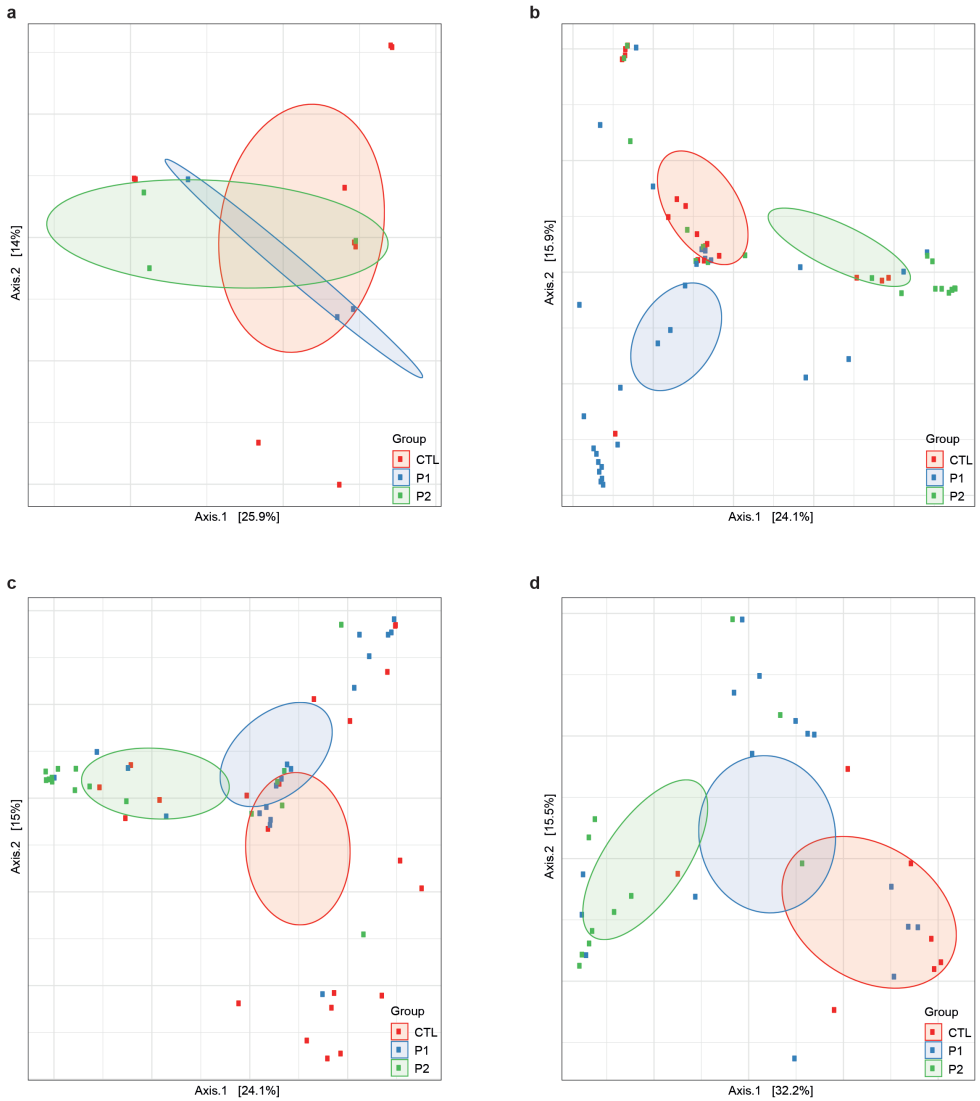 a
Axis.2 [14%]
Group
CTL
P1
P2
Axis.1 [25.9%]
b
Axis.2 [15.9%]
Group
CTL
P1
P2
Axis.1 [24.1%]
c
Axis.2 [15%]
Group
CTL
P1
P2
Axis.1 [24.1%]
d
Axis.2 [15.5%]
Group
CTL
P1
P2
Axis.1 [32.2%]